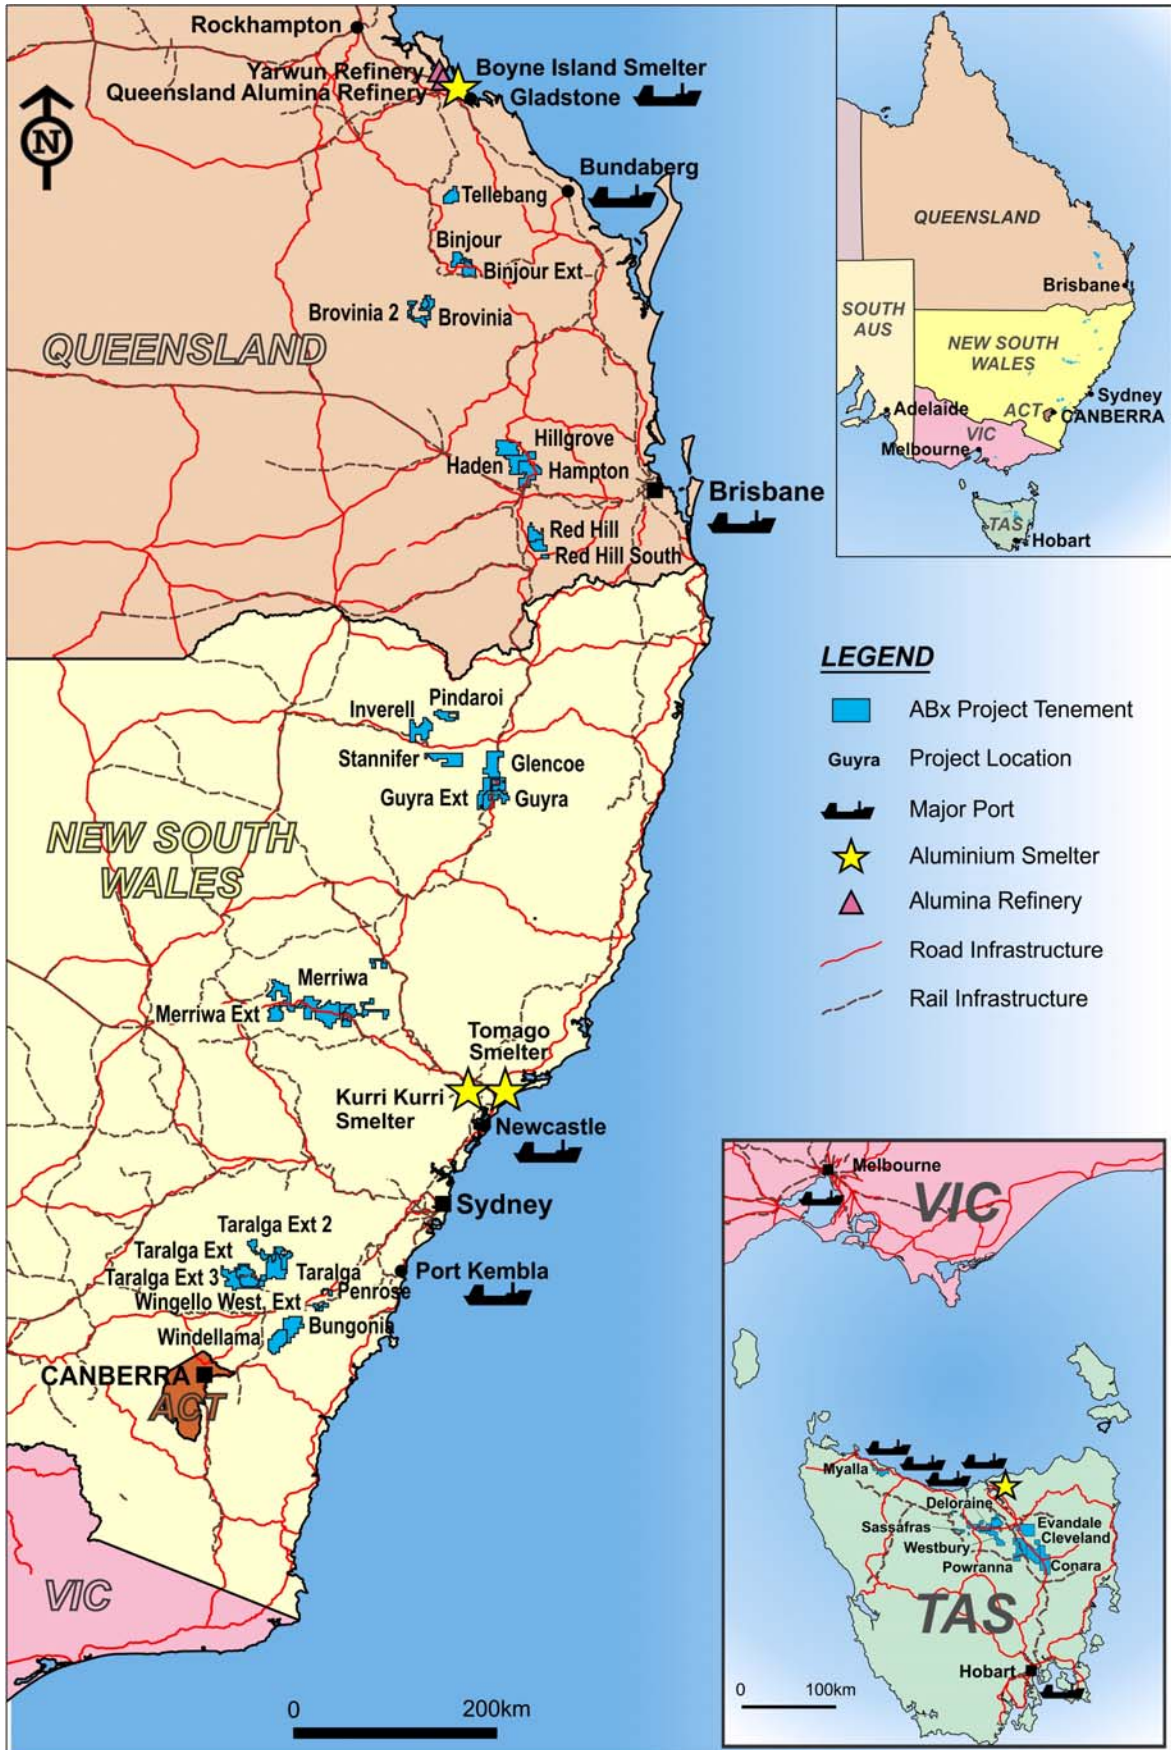 Rockhampton
Yarwun Refinery
Queensland Alumina Refinery
Boyne Island Smelter
Gladstone
N
Bundaberg
Tellebang
Binjour
Binjour Ext
Brovinia 2
Brovinia
QUEENSLAND
Hillgrove
Haden
Hampton
Brisbane
Red Hill
Red Hill South
Pindaroi
Inverell
Stannifer
Glencoe
Guyra Ext
Guyra
NEW SOUTH
WALES
Merriwa
Merriwa Ext
Tomago
Smelter
Kurri Kurri
Smelter
Newcastle
Sydney
Taralga Ext 2
Taralga Ext
Taralga Ext 3
Taralga
Penrose
Wingello West, Ext
Port Kembla
Windellama
Bungonia
CANBERRA
ACT
VIC
0
200km
QUEENSLAND
Brisbane
SOUTH
AUS
NEW SOUTH
WALES
Sydney
ACT
CANBERRA
Adelaide
VIC
Melbourne
TAS
Hobart
LEGEND
ABx Project Tenement
Guyra
Project Location
Major Port
Aluminium Smelter
Alumina Refinery
Road Infrastructure
Rail Infrastructure
Melbourne
VIC
Myalla
Deloraine
Sassafras
Evandale
Cleveland
Westbury
Powranna
Conara
TAS
Hobart
0
100km